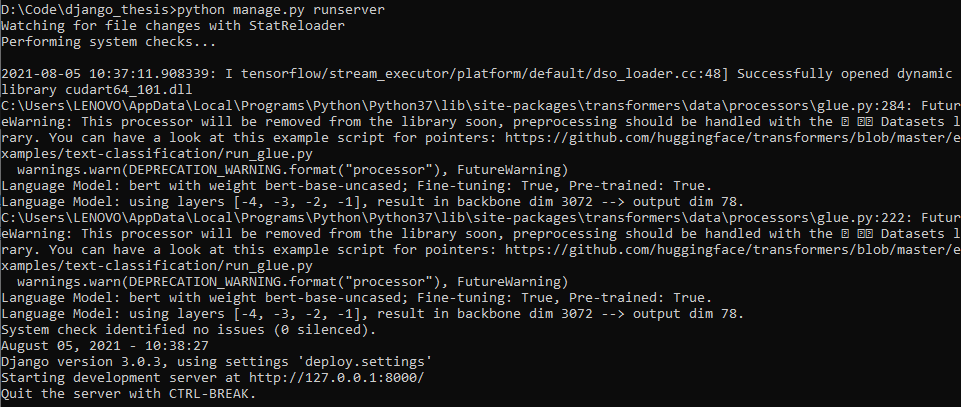 D:\Code\django_thesis>python manage.py runserver
Watching for file changes with StatReloader
Performing system checks...
2021-08-05 10:37:11.908339: I tensorflow/stream_executor/platform/default/dso_loader.cc:48] Successfully opened dynamic
library cudart64_101.dll
C:\Users\LENOVO\AppData\Local\Programs\Python\Python37\lib\site-packages\transformers\data\processors\glue.py:284: Futur
eWarning: This processor will be removed from the library soon, preprocessing should be handled with the Datasets l
rary. You can have a look at this example script for pointers: https://github.com/huggingface/transformers/blob/master/e
xamples/text-classification/run_glue.py
warnings.warn(DEPRECATION_WARNING.format("processor"), FutureWarning)
Language Model: bert with weight bert-base-uncased; Fine-tuning: True, Pre-trained: True.
Language Model: using layers [-4, -3, -2, -1], result in backbone dim 3072 --> output dim 78.
C:\Users\LENOVO\AppData\Local\Programs\Python\Python37\lib\site-packages\transformers\data\processors\glue.py:222: Futur
eWarning: This processor will be removed from the library soon, preprocessing should be handled with the Datasets l
rary. You can have a look at this example script for pointers: https://github.com/huggingface/transformers/blob/master/e
xamples/text-classification/run_glue.py
warnings.warn(DEPRECATION_WARNING.format("processor"), FutureWarning)
Language Model: bert with weight bert-base-uncased; Fine-tuning: True, Pre-trained: True.
Language Model: using layers [-4, -3, -2, -1], result in backbone dim 3072 --> output dim 78.
System check identified no issues (0 silenced).
August 05, 2021 - 10:38:27
Django version 3.0.3, using settings 'deploy.settings'
Starting development server at http://127.0.0.1:8000/
Quit the server with CTRL-BREAK.